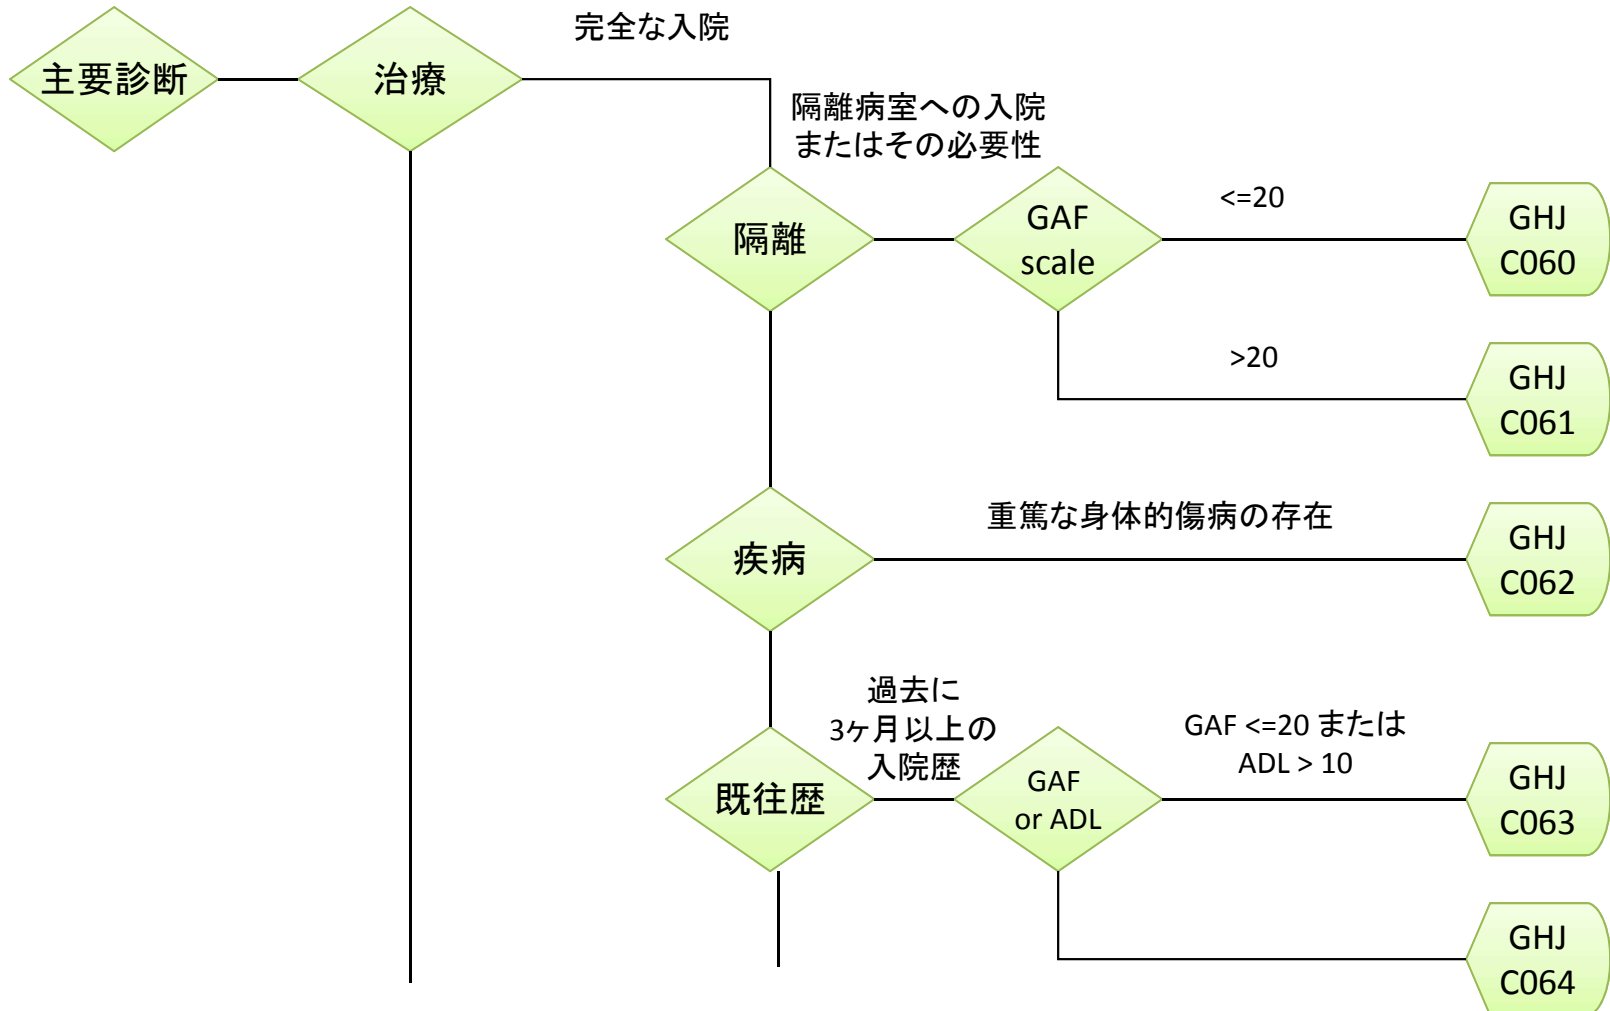 完全な入院
主要診断
治療
隔離病室への入院
またはその必要性
隔離
GAF
scale
<=20
GHJ
C060
>20
GHJ
C061
疾病
重篤な身体的傷病の存在
GHJ
C062
過去に
3ヶ月以上の
入院歴
既往歴
GAF
or ADL
GAF <=20 または
ADL > 10
GHJ
C063
GHJ
C064